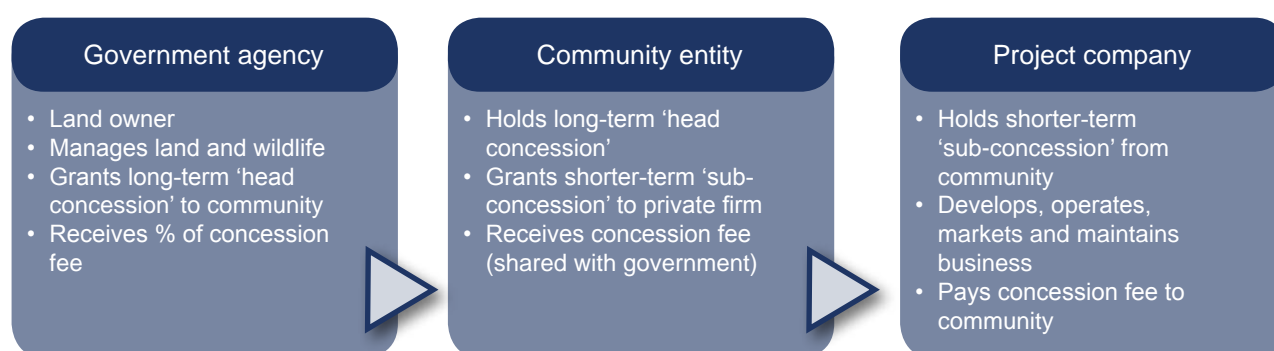 Government agency
• Land owner
• Manages land and wildlife
• Grants long-term ‘head
concession’ to community
• Receives % of concession
fee
Community entity
• Holds long-term ‘head
concession’
• Grants shorter-term ‘sub-
concession’ to private firm
• Receives concession fee
(shared with government)
Project company
• Holds shorter-term
‘sub-concession’ from
community
• Develops, operates,
markets and maintains
business
• Pays concession fee to
community